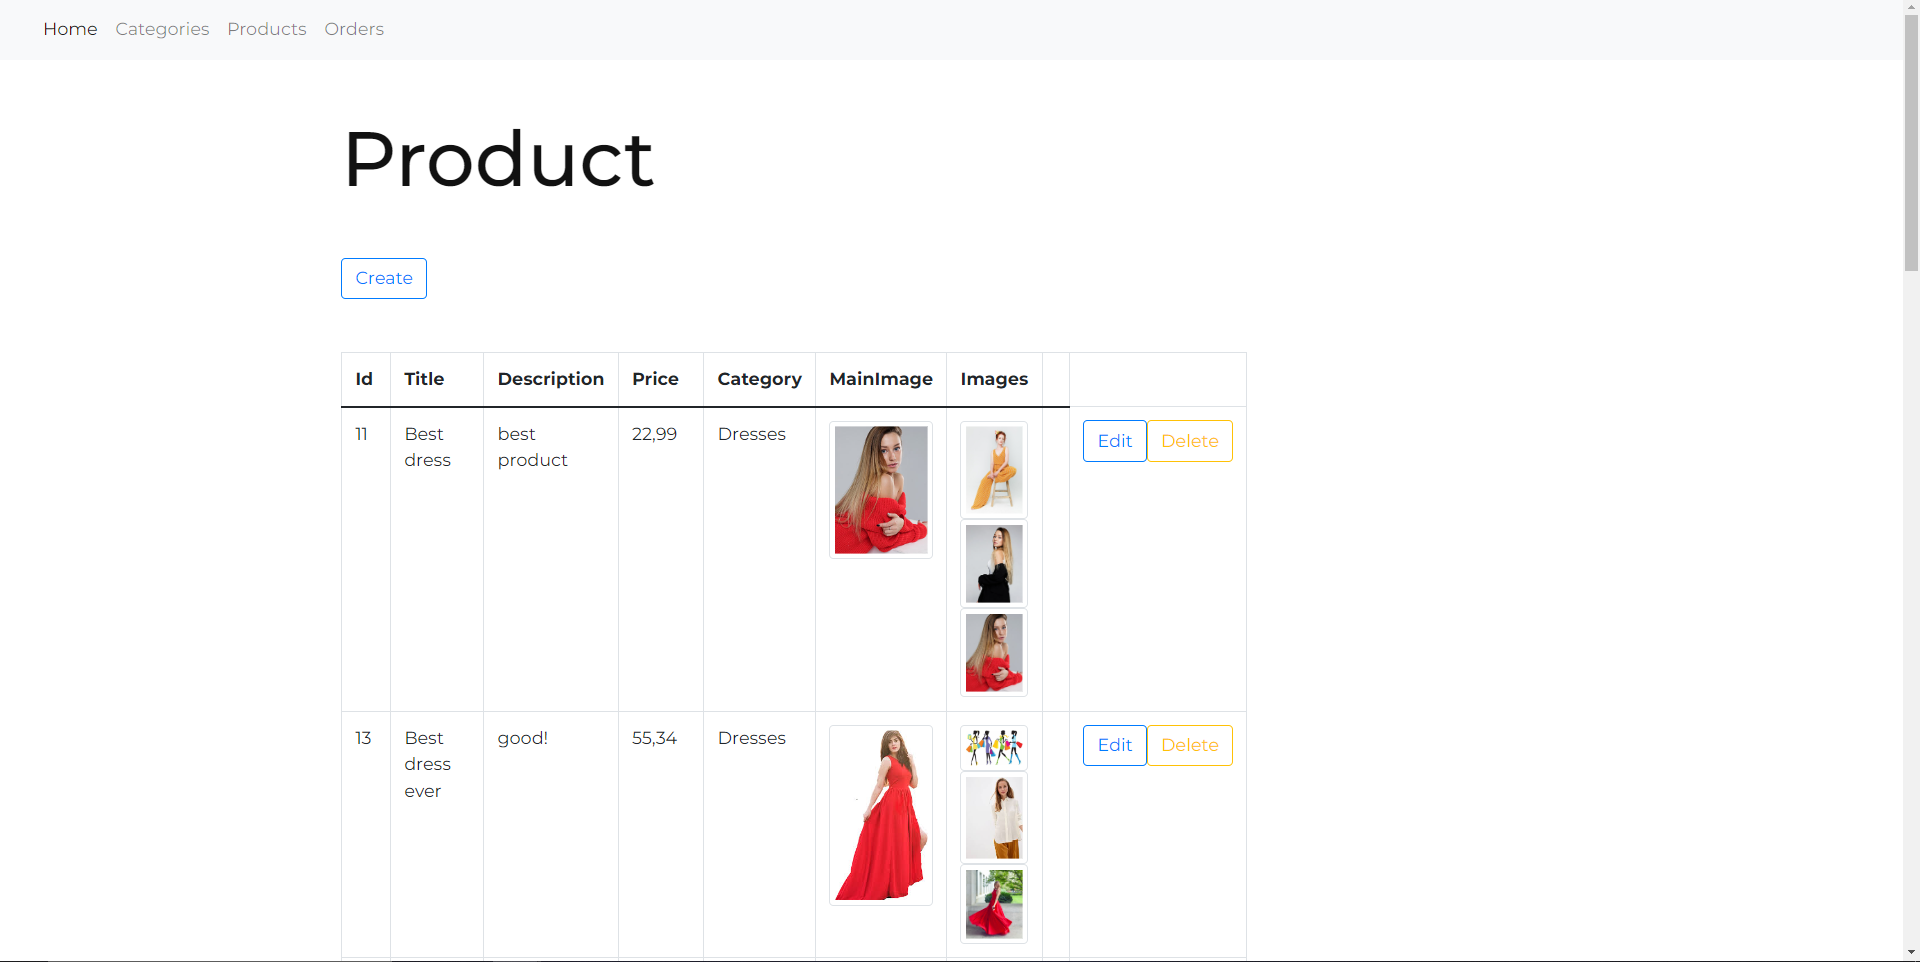 Home Categories Products Orders
Product
Create
Id Title Description Price Category MainImage Images
11 Best dress best product 22,99 Dresses Edit Delete
13 Best dress ever good! 55,34 Dresses Edit Delete